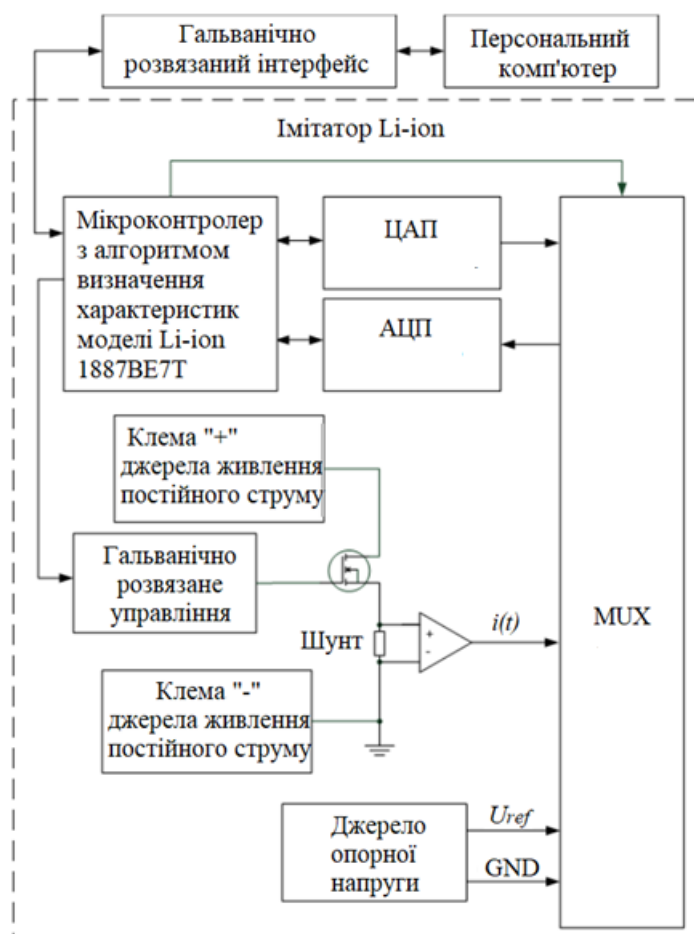 Гальванічно
розвязаний інтерфейс
Персональний
комп'ютер
Імітатор Li-ion
Мікроконтролер
з алгоритмом
визначення
характеристик
моделі Li-ion
1887ВЕ7Т
ЦАП
АЦП
Клема "+"
джерела живлення
постійного струму
Гальванічно
розвязане
управління
Шунт
+
-
i(t)
MUX
Клема "-"
джерела живлення
постійного струму
Джерело
опорної
напруги
Uref
GND